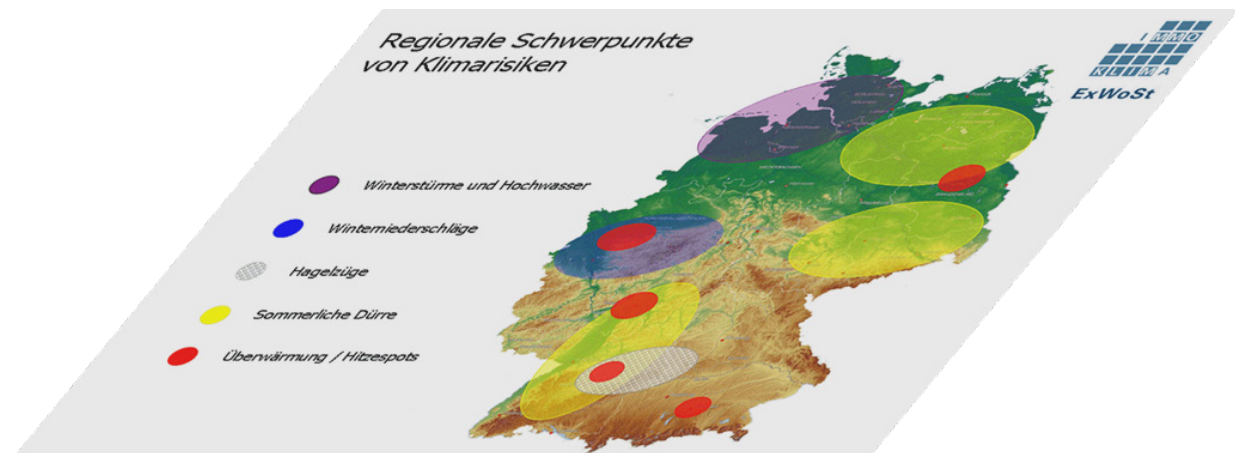 Regionale Schwerpunkte
von Klimarisiken
IMMO
KLIMA
ExWoSt
Winterstürme und Hochwasser
Winterniederschläge
Hagelzüge
Sommerliche Dürre
Überwärmung / Hitzespots